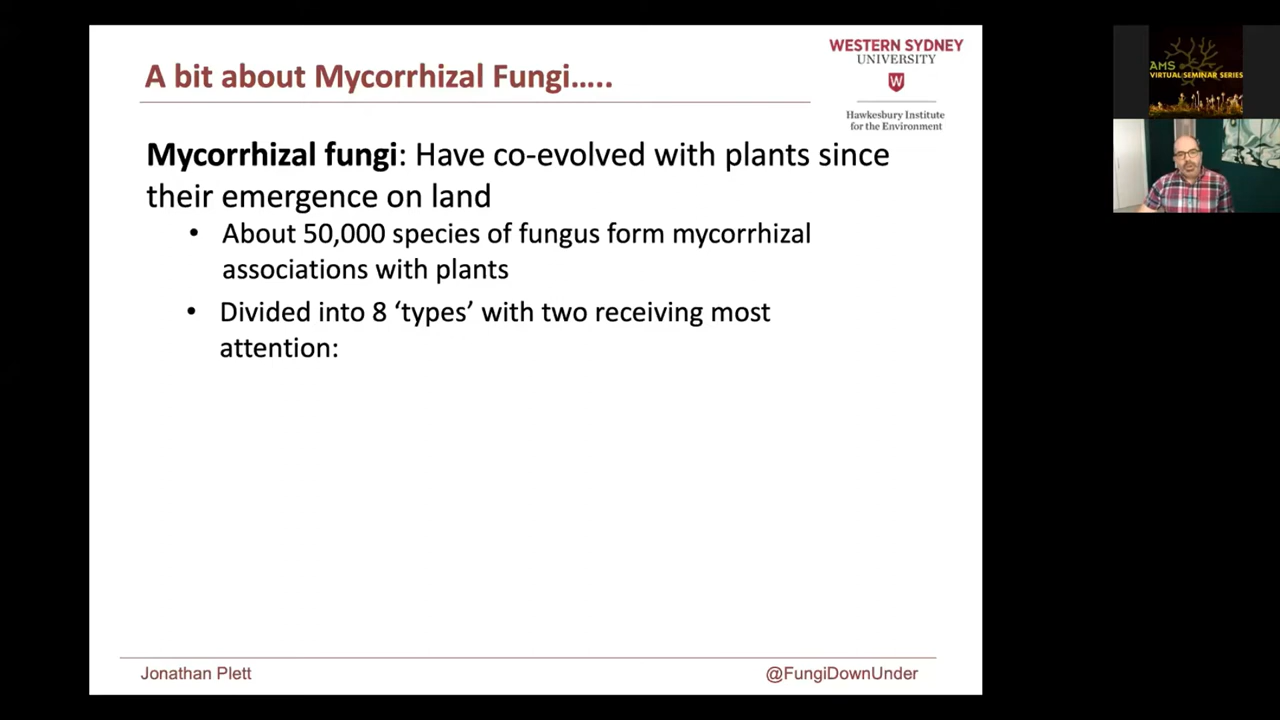 A bit about Mycorrhizal Fungi.....
WESTERN SYDNEY
UNIVERSITY
W
Hawkesbury Institute
for the Environment
Mycorrhizal fungi: Have co-evolved with plants since
their emergence on land
• About 50,000 species of fungus form mycorrhizal
associations with plants
• Divided into 8 ‘types’ with two receiving most
attention:
Jonathan Plett
@FungiDownUnder
AMS
VIRTUAL SEMINAR SERIES